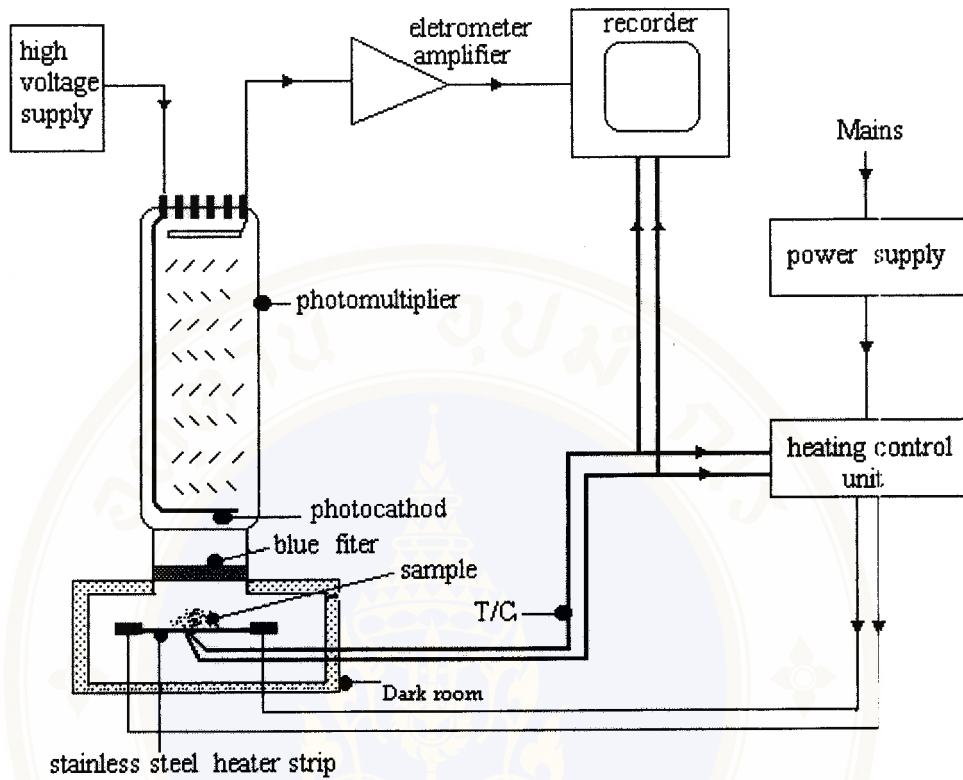 high
voltage
supply
eletrometer
amplifier
recorder
Mains
power supply
photomultiplier
heating control
unit
photocathod
blue fiter
sample
T/C
Dark room
stainless steel heater strip